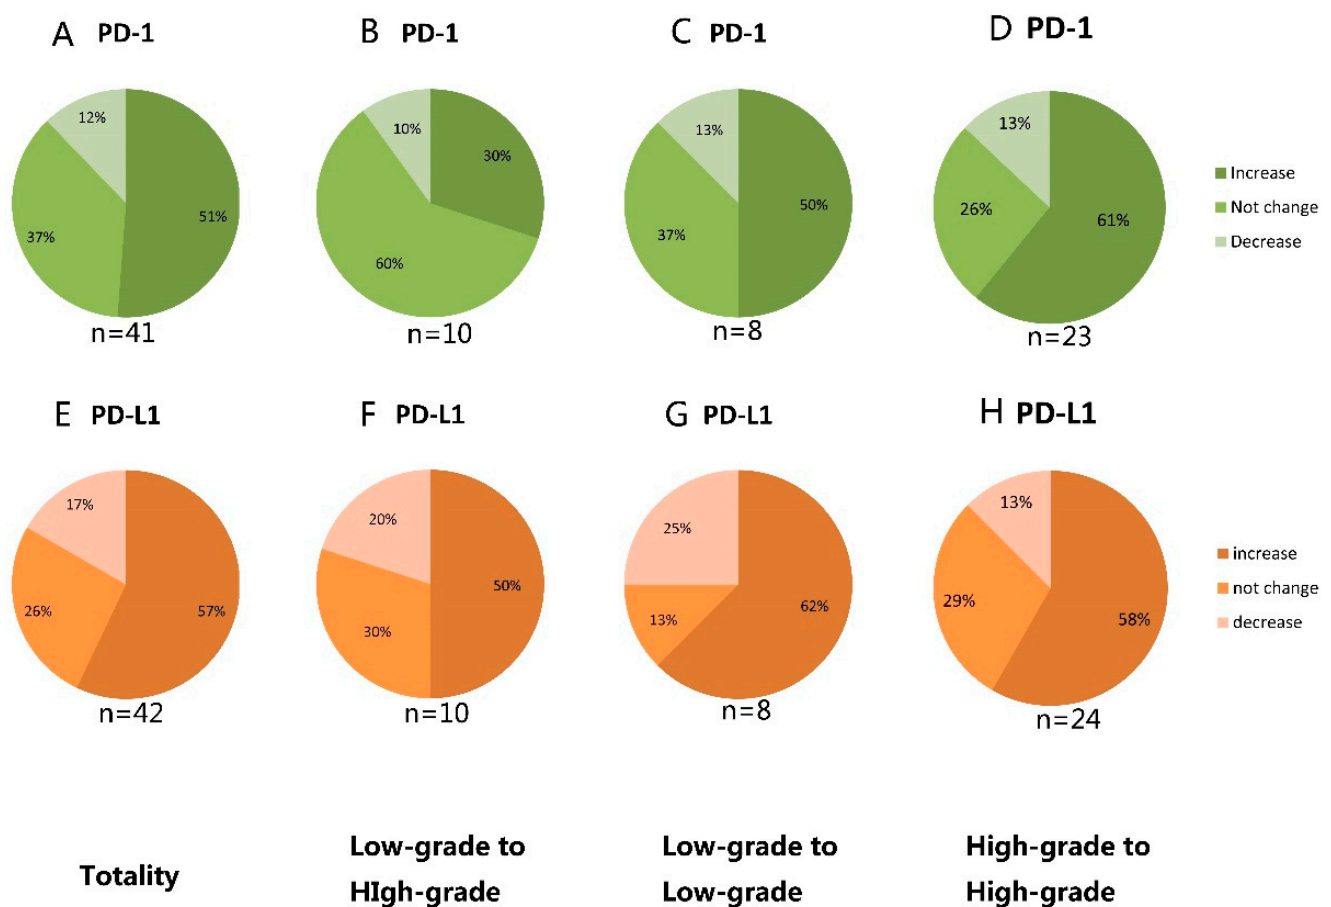 A PD-1
B PD-1
C PD-1
D PD-1
12%
37%
51%
n=41
10%
30%
60%
n=10
13%
50%
37%
n=8
13%
26%
61%
n=23
Increase
Not change
Decrease
E PD-L1
F PD-L1
G PD-L1
H PD-L1
17%
26%
57%
n=42
20%
50%
30%
n=10
25%
62%
13%
n=8
13%
29%
58%
n=24
increase
not change
decrease
Totality
Low-grade to
HIgh-grade
Low-grade to
Low-grade
High-grade to
High-grade